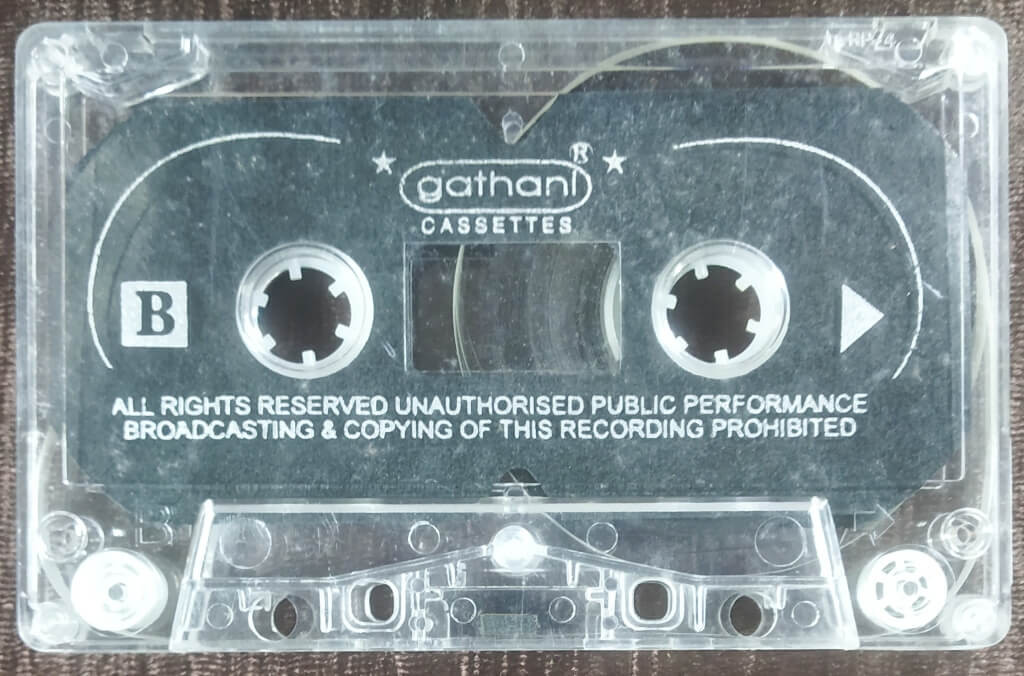 gathani®
CASSETTES
B
ALL RIGHTS RESERVED UNAUTHORISED PUBLIC PERFORMANCE
BROADCASTING & COPYING OF THIS RECORDING PROHIBITED
B